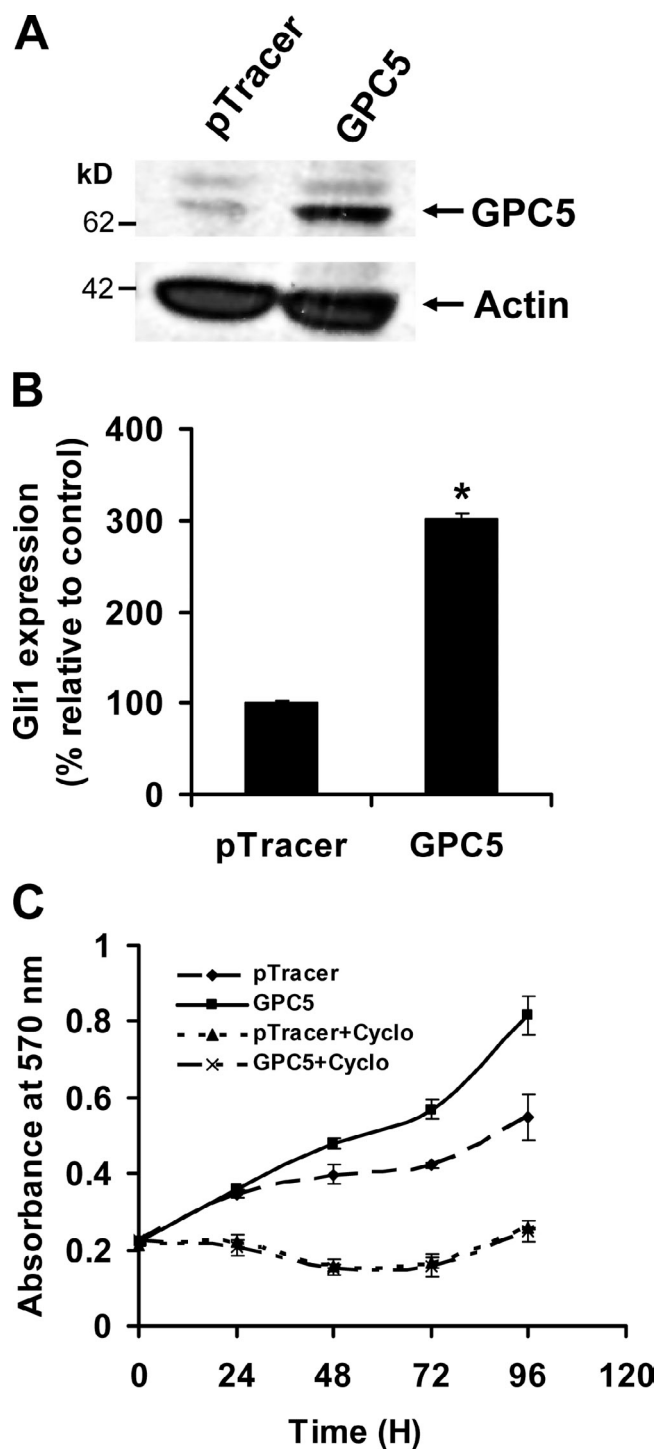 A
pTracer GPC5
kD
62
GPC5
42
Actin
B
Gli1 expression
(% relative to control)
400
300
200
100
0
*
pTracer GPC5
C
Absorbance at 570 nm
1
0.8
0.6
0.4
0.2
0
pTracer
GPC5
pTracer+Cyclo
GPC5+Cyclo
0 24 48 72 96 120
Time (H)